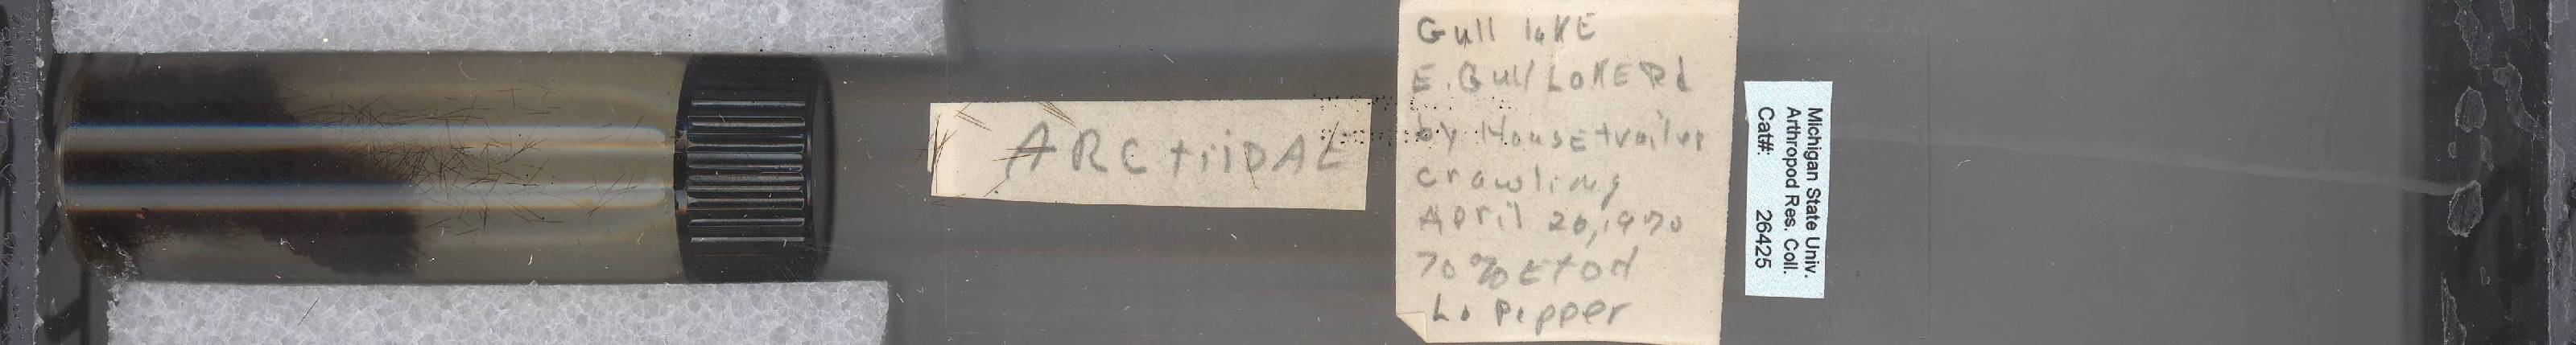 ARCtiiDAL
Gull laKE
E. Gull LaKE Rd
by Housetrailer
crawling
April 20, 1970
70% EtOH
L. Pepper
Michigan State Univ.
Arthropod Res. Coll.
Cat#: 26425